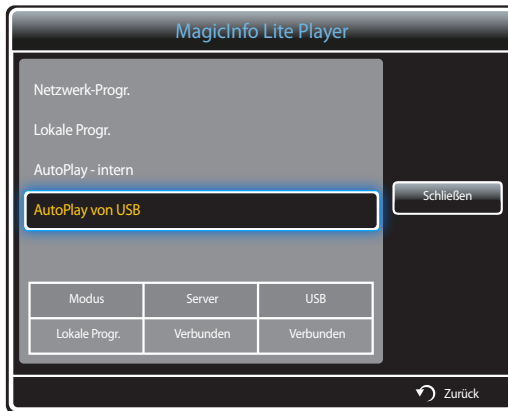 MagicInfo Lite Player
Netzwerk-Progr.
Lokale Progr.
AutoPlay - intern
AutoPlay von USB
Schließen
Modus Server USB
Lokale Progr. Verbunden Verbunden
Zurück